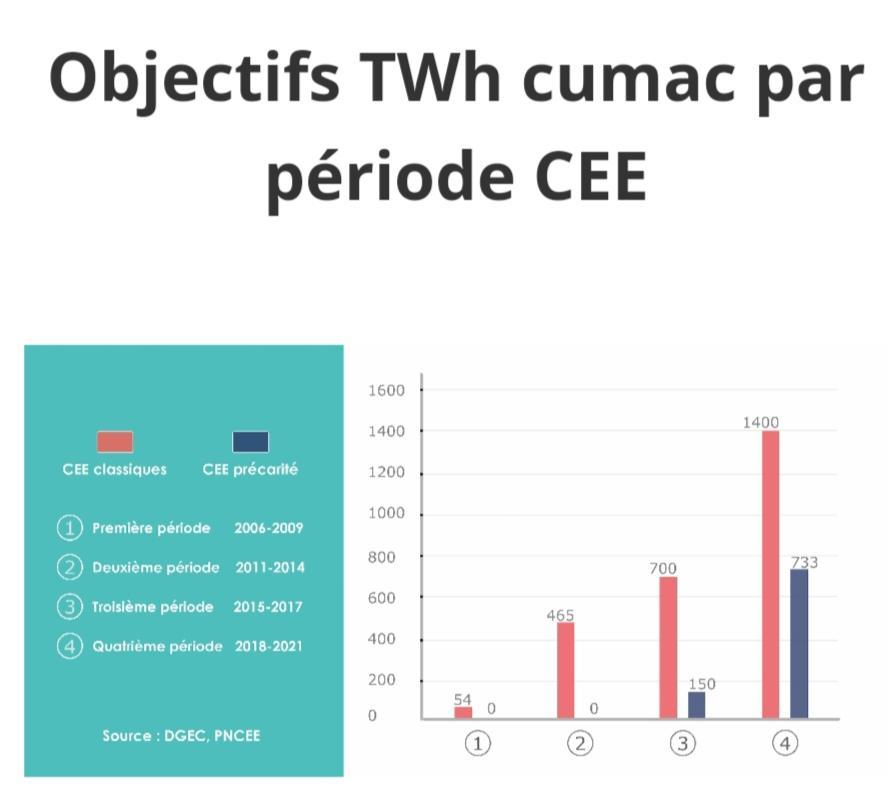 Objectifs TWh cumac par
période CEE
CEE classiques CEE précarité
① Première période 2006-2009
② Deuxième période 2011-2014
③ Troisième période 2015-2017
④ Quatrième période 2018-2021
Source : DGEC, PNCEE
1600
1400
1200
1000
800
600
400
200
0
54 0
465 0
700 150
1400 733
① ② ③ ④